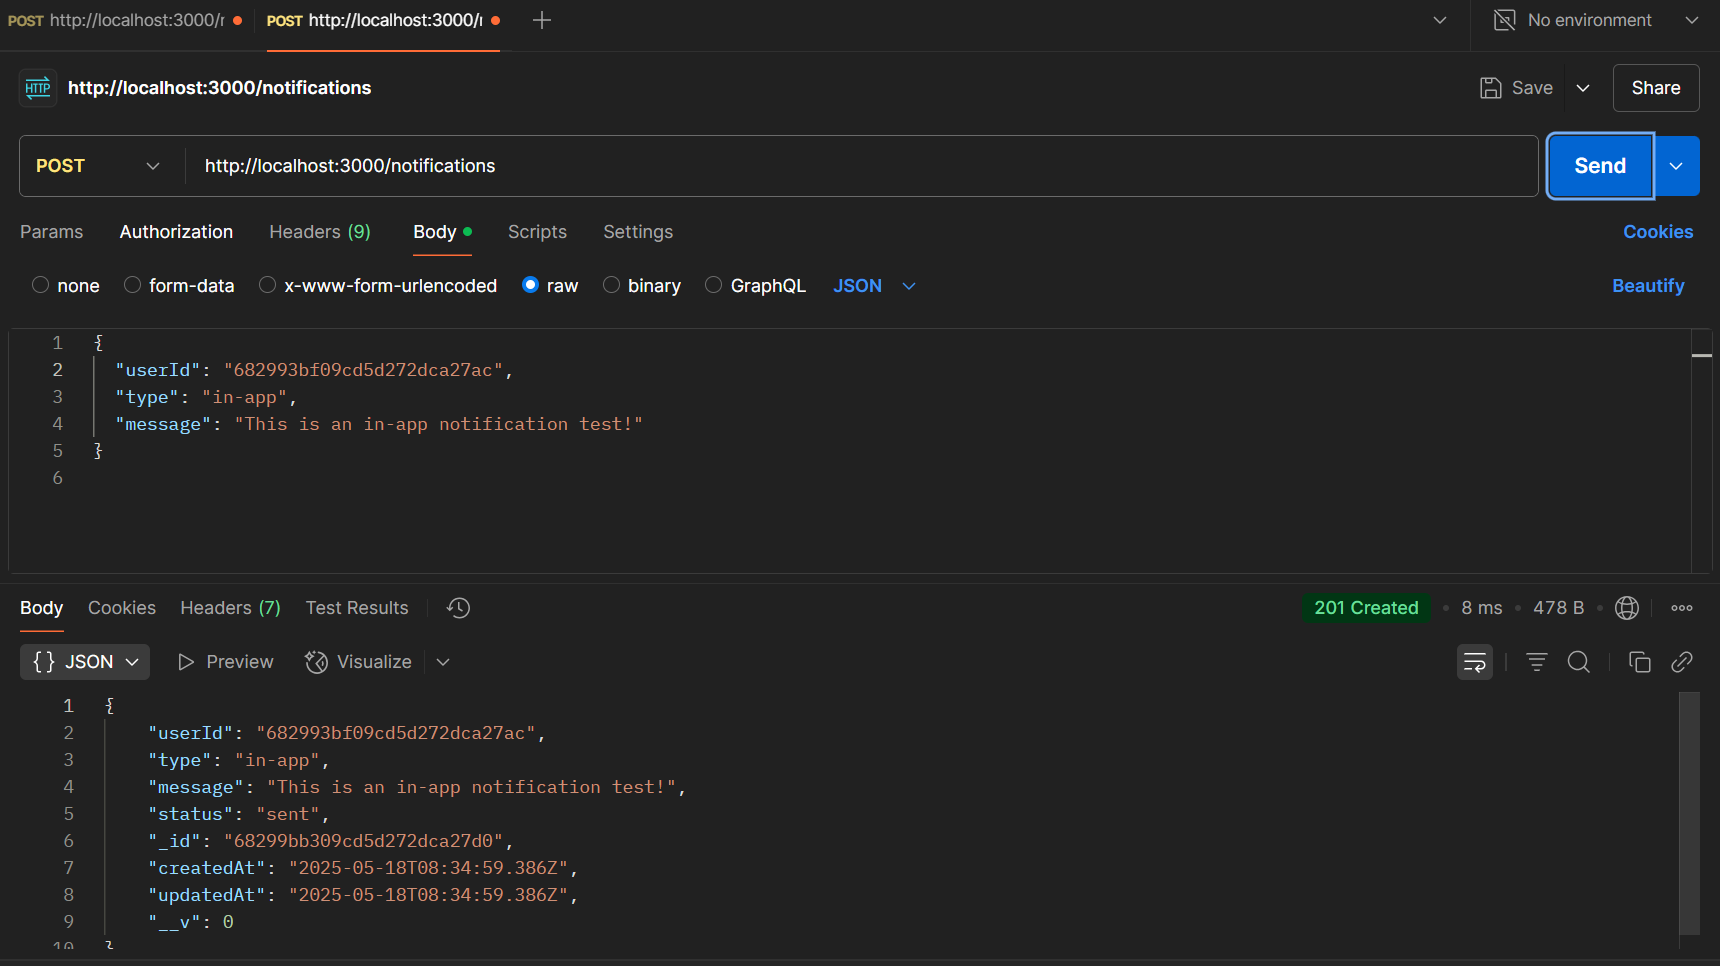 POST http://localhost:3000/r POST http://localhost:3000/r No environment
HTTP http://localhost:3000/notifications Save Share
POST http://localhost:3000/notifications Send
Params Authorization Headers (9) Body Scripts Settings Cookies
none form-data x-www-form-urlencoded raw binary GraphQL JSON Beautify
1 {
2 "userId": "682993bf09cd5d272dca27ac",
3 "type": "in-app",
4 "message": "This is an in-app notification test!"
5 }
6
Body Cookies Headers (7) Test Results 201 Created • 8 ms • 478 B •
{} JSON Preview Visualize
1 {
2 "userId": "682993bf09cd5d272dca27ac",
3 "type": "in-app",
4 "message": "This is an in-app notification test!",
5 "status": "sent",
6 "_id": "68299bb309cd5d272dca27d0",
7 "createdAt": "2025-05-18T08:34:59.386Z",
8 "updatedAt": "2025-05-18T08:34:59.386Z",
9 "__v": 0
10 }